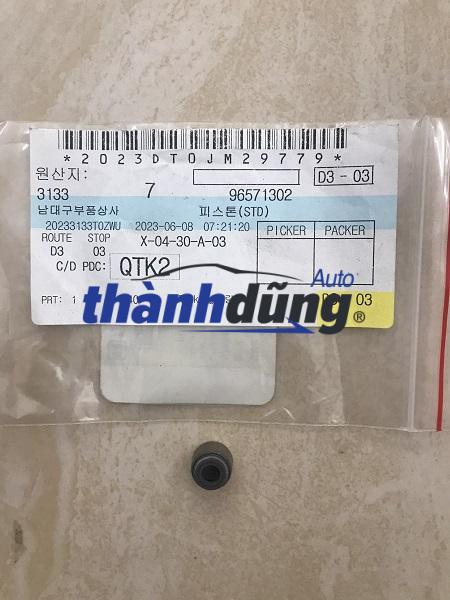 *2023DT0JM29779*
원산지: D3 - 03
3133 7 96571302
남대구부품상사 피스톤(STD)
20233133T0ZWU 2023-06-08 07:21:20 PICKER PACKER
ROUTE STOP X-04-30-A-03
D3 03
C/D PDC: QTK2
Auto
thànhdũng®
PRT: 1
03